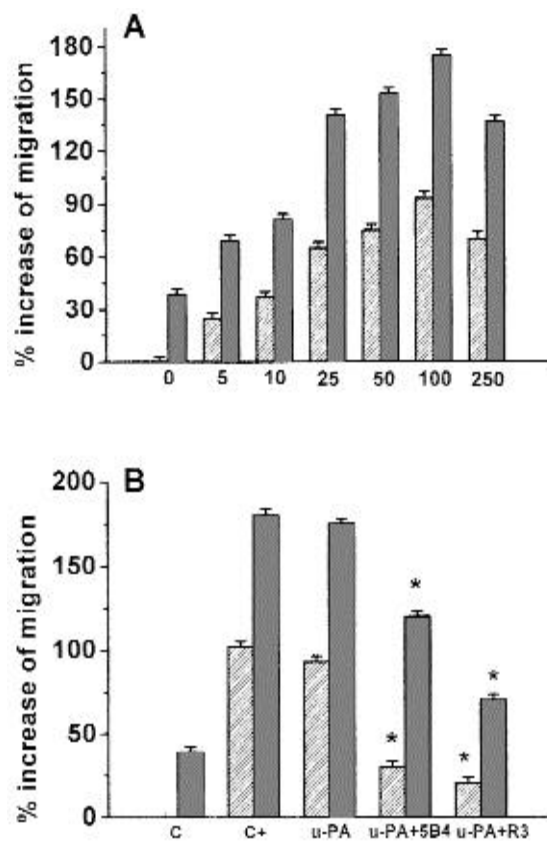 A
% increase of migration
180
150
120
90
60
30
0
0 5 10 25 50 100 250
B
% increase of migration
200
150
100
50
0
* * * *
C C+ u-PA u-PA+5B4 u-PA+R3